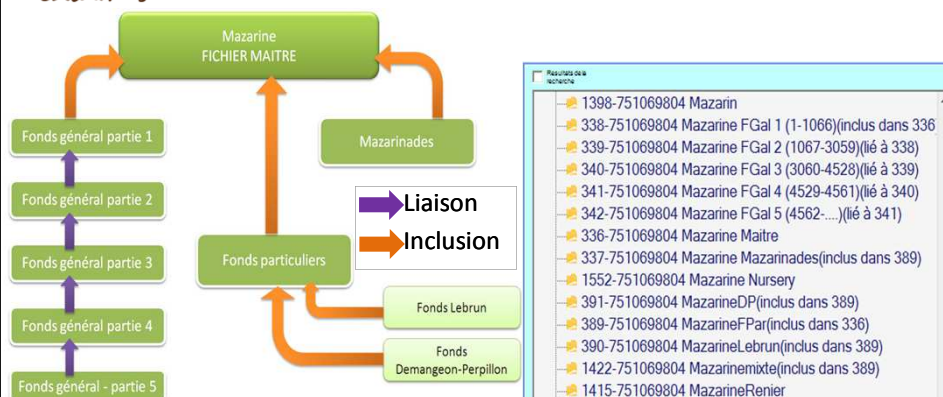 Mazarine
FICHIER MAITRE
Fonds général partie 1
Fonds général partie 2
Fonds général partie 3
Fonds général partie 4
Fonds général - partie 5
Mazarinades
Fonds particuliers
Fonds Lebrun
Fonds
Demangeon-Perpillon
Liaison
Inclusion
Résultats de la
recherche
1398-751069804 Mazarin
338-751069804 Mazarine FGal 1 (1-1066)(inclus dans 336
339-751069804 Mazarine FGal 2 (1067-3059)(lié à 338)
340-751069804 Mazarine FGal 3 (3060-4528)(lié à 339)
341-751069804 Mazarine FGal 4 (4529-4561)(lié à 340)
342-751069804 Mazarine FGal 5 (4562-....)(lié à 341)
336-751069804 Mazarine Maitre
337-751069804 Mazarine Mazarinades(inclus dans 389)
1552-751069804 Mazarine Nursery
391-751069804 MazarineDP(inclus dans 389)
389-751069804 MazarineFPar(inclus dans 336)
390-751069804 MazarineLebrun(inclus dans 389)
1422-751069804 Mazarinemixte(inclus dans 389)
1415-751069804 MazarineRenier